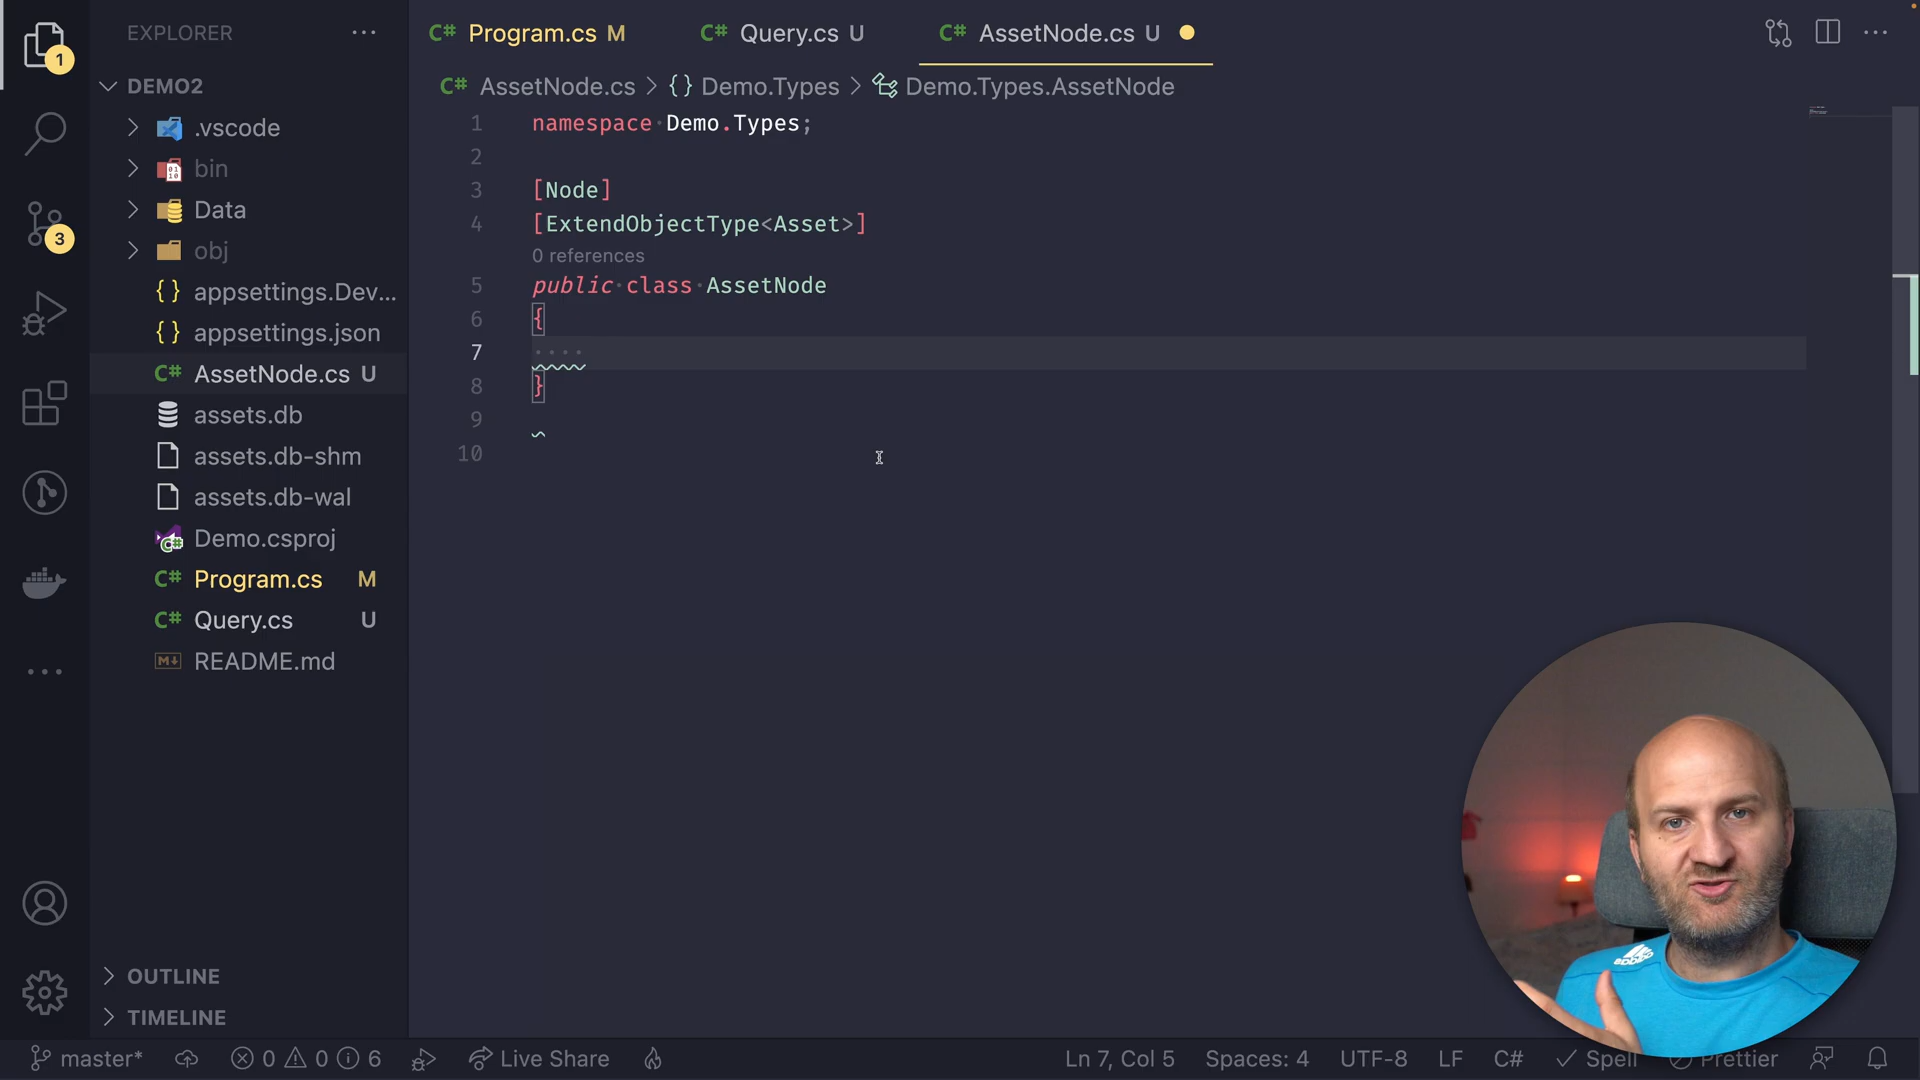 EXPLORER
DEMO2
.vscode
bin
Data
obj
appsettings.Dev...
appsettings.json
AssetNode.cs U
assets.db
assets.db-shm
assets.db-wal
Demo.csproj
Program.cs M
Query.cs U
README.md
OUTLINE
TIMELINE
1
3
C# Program.cs M
C# Query.cs U
C# AssetNode.cs U
C# AssetNode.cs > {} Demo.Types > Demo.Types.AssetNode
1 namespace Demo.Types;
2
3 [Node]
4 [ExtendObjectType<Asset>]
0 references
5 public class AssetNode
6 {
7
8 }
9
10
master* 0 0 6 Live Share Ln 7, Col 5 Spaces: 4 UTF-8 LF C# Spell Prettier